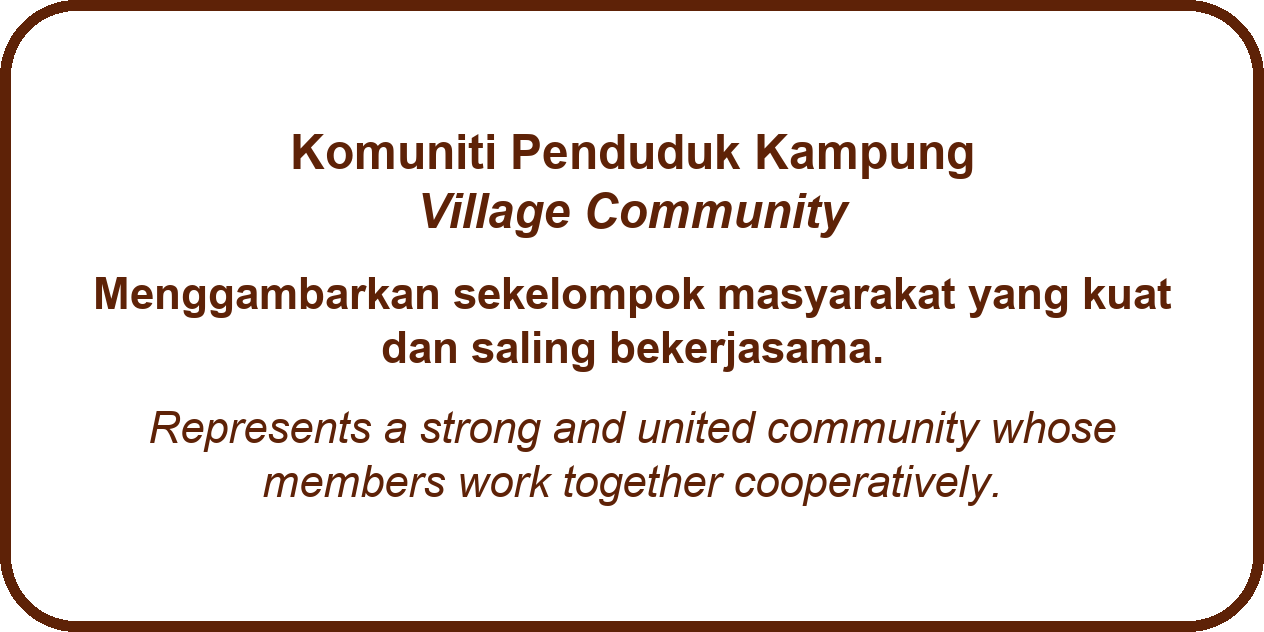 Komuniti Penduduk Kampung
Village Community
Menggambarkan sekelompok masyarakat yang kuat
dan saling bekerjasama.
Represents a strong and united community whose
members work together cooperatively.